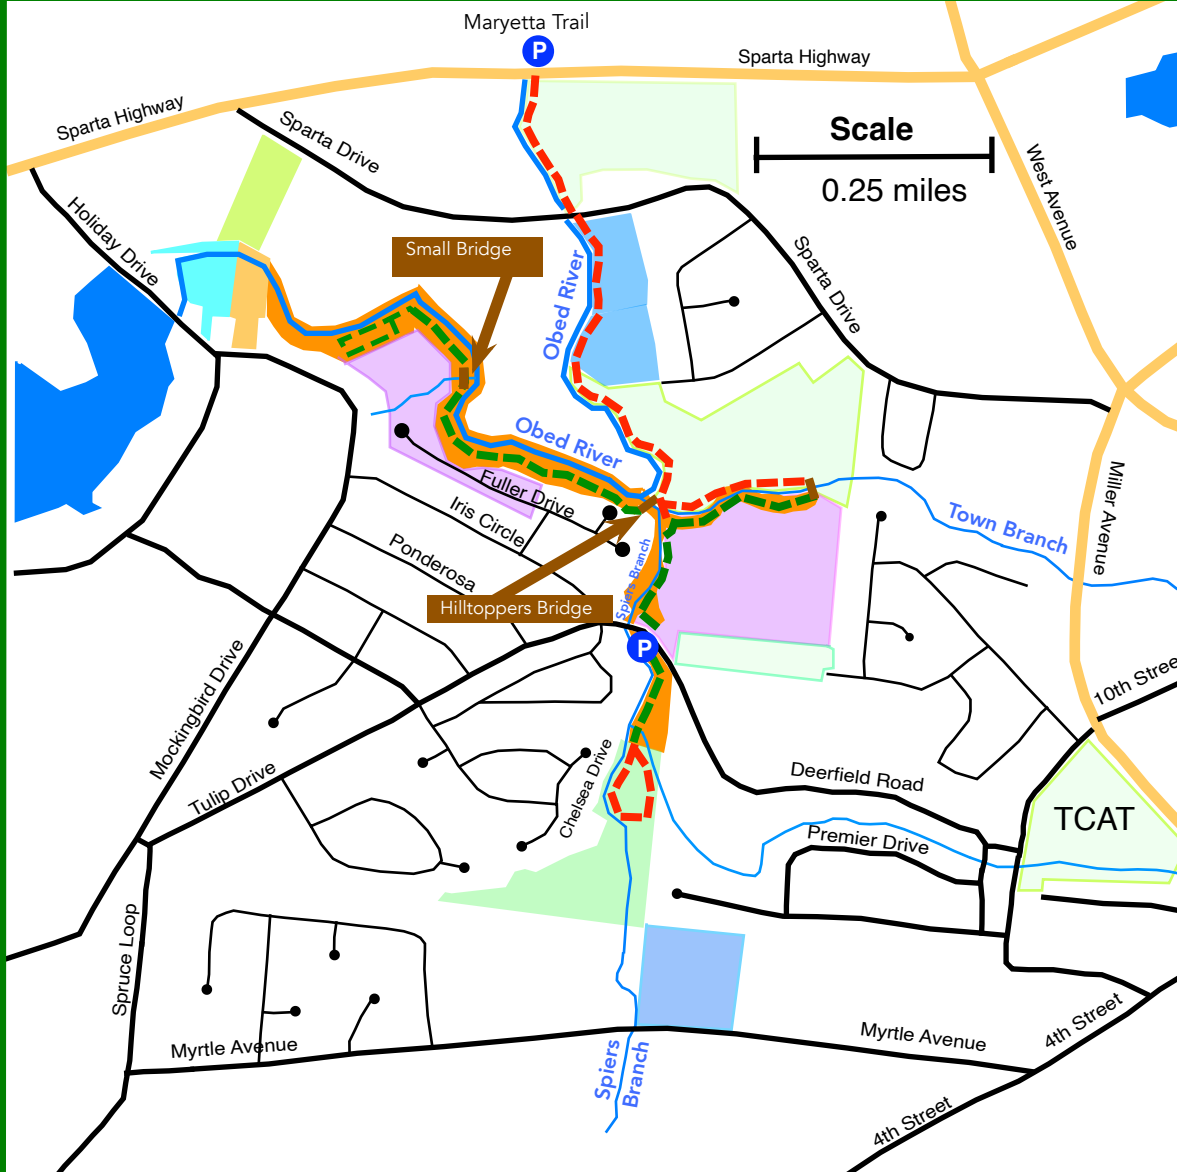 Maryetta Trail
P
Sparta Highway
Sparta Highway
Scale
0.25 miles
Sparta Drive
West Avenue
Holiday Drive
Small Bridge
Obed River
Sparta Drive
Obed River
Fuller Drive
Iris Circle
Ponderosa
Town Branch
Miller Avenue
Spiers Branch
Hilltoppers Bridge
P
Mockingbird Drive
10th Stree
Tulip Drive
Chelsea Drive
Deerfield Road
TCAT
Premier Drive
Spruce Loop
Myrtle Avenue
Myrtle Avenue
4th Street
Spiers
Branch
4th Street